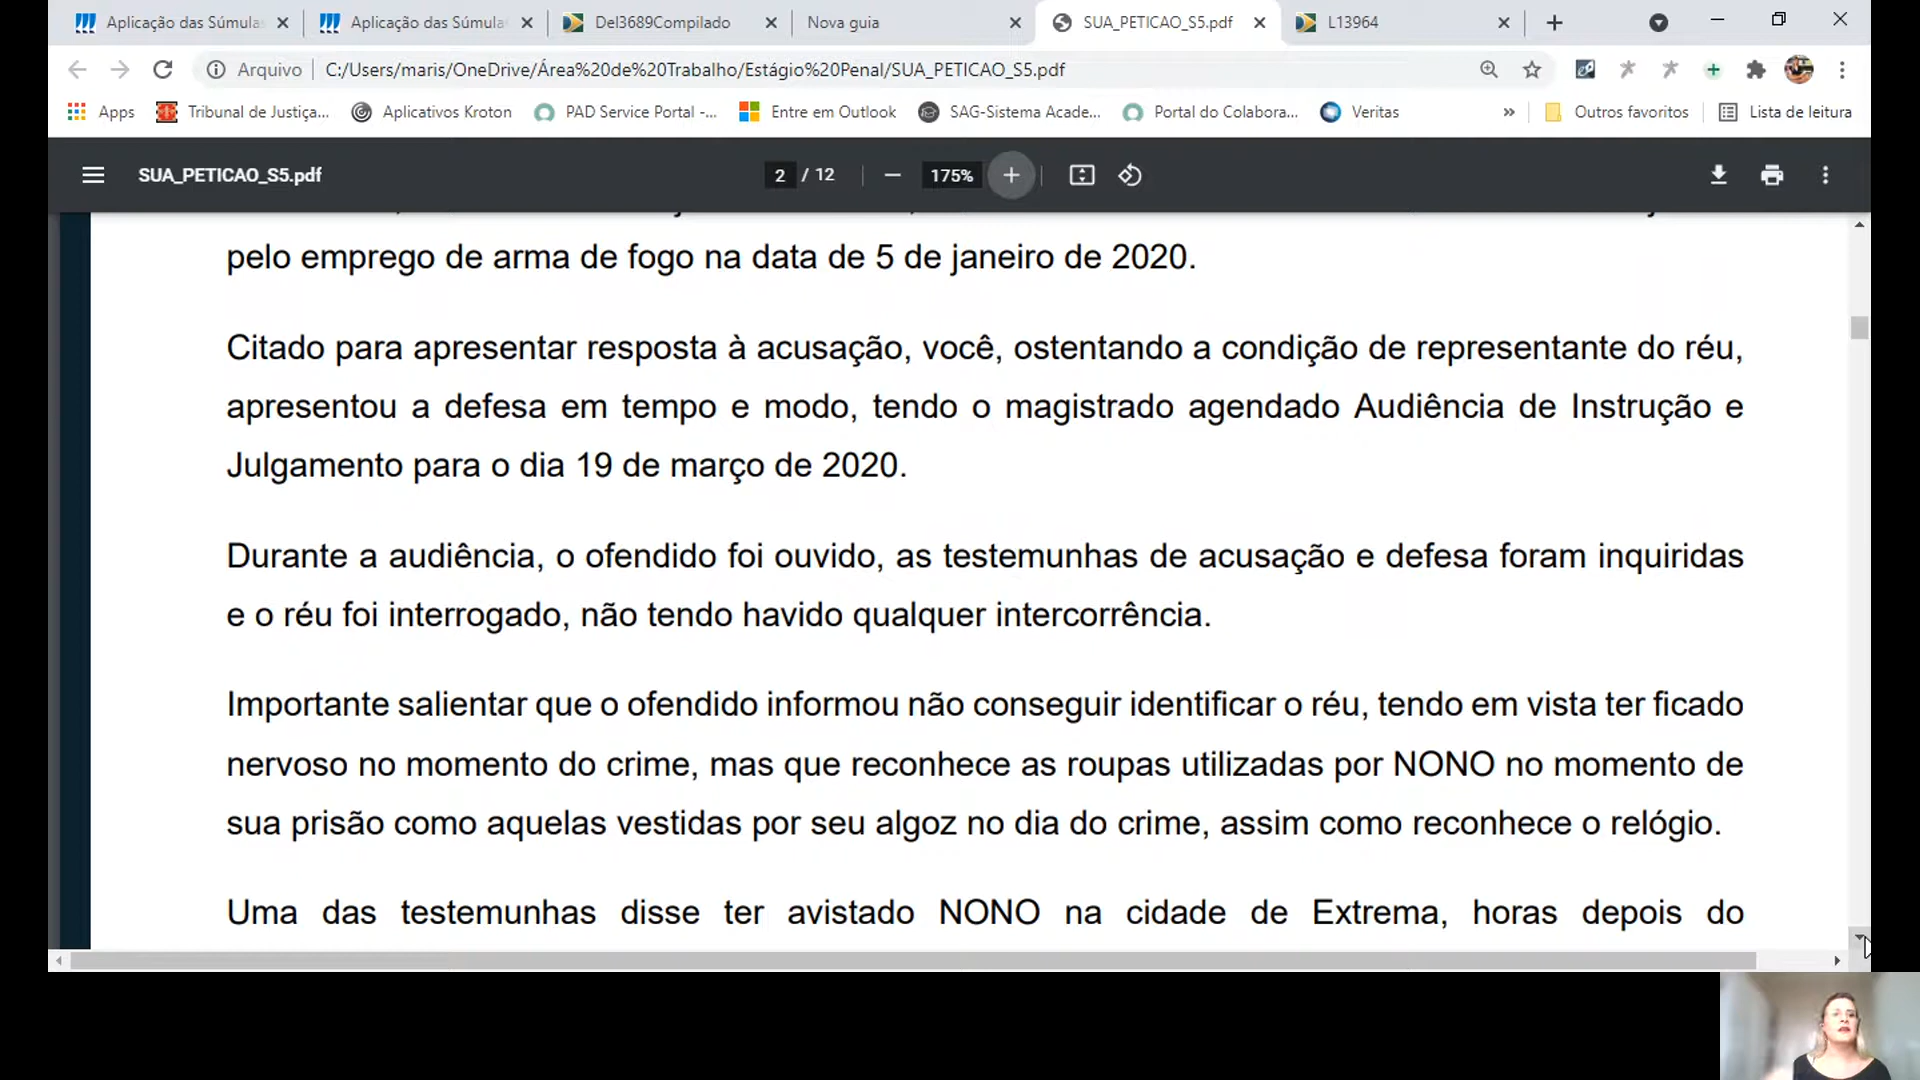 Aplicação das Súmulas
Aplicação das Súmula
Del3689Compilado
Nova guia
SUA_PETICAO_S5.pdf
L13964
Arquivo
C:/Users/maris/OneDrive/Área%20de%20Trabalho/Estágio%20Penal/SUA_PETICAO_S5.pdf
Apps
Tribunal de Justiça...
Aplicativos Kroton
PAD Service Portal -...
Entre em Outlook
SAG-Sistema Acade...
Portal do Colabora...
Veritas
»
Outros favoritos
Lista de leitura
SUA_PETICAO_S5.pdf
2 / 12
175%
pelo emprego de arma de fogo na data de 5 de janeiro de 2020.
Citado para apresentar resposta à acusação, você, ostentando a condição de representante do réu,
apresentou a defesa em tempo e modo, tendo o magistrado agendado Audiência de Instrução e
Julgamento para o dia 19 de março de 2020.
Durante a audiência, o ofendido foi ouvido, as testemunhas de acusação e defesa foram inquiridas
e o réu foi interrogado, não tendo havido qualquer intercorrência.
Importante salientar que o ofendido informou não conseguir identificar o réu, tendo em vista ter ficado
nervoso no momento do crime, mas que reconhece as roupas utilizadas por NONO no momento de
sua prisão como aquelas vestidas por seu algoz no dia do crime, assim como reconhece o relógio.
Uma das testemunhas disse ter avistado NONO na cidade de Extrema, horas depois do